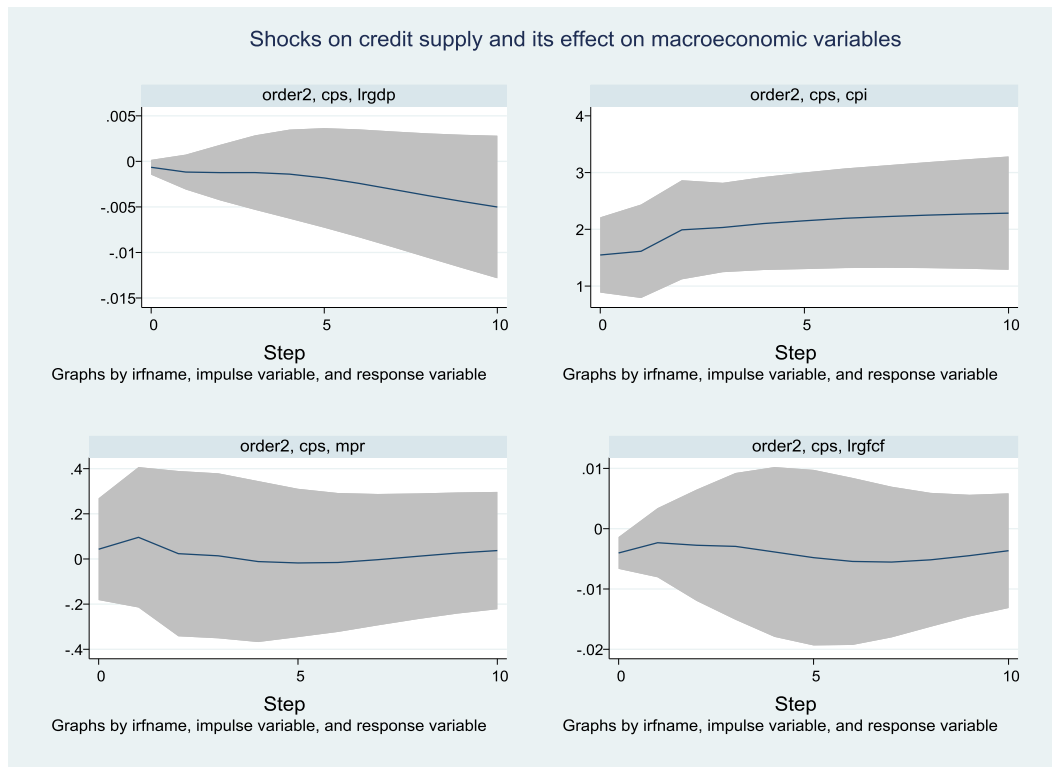 Shocks on credit supply and its effect on macroeconomic variables
order2, cps, lrgdp
.005
0
-.005
-.01
-.015
0
5
10
Step
Graphs by irfname, impulse variable, and response variable
order2, cps, cpi
4
3
2
1
0
5
10
Step
Graphs by irfname, impulse variable, and response variable
order2, cps, mpr
.4
.2
0
-.2
-.4
0
5
10
Step
Graphs by irfname, impulse variable, and response variable
order2, cps, lrgfcf
.01
0
-.01
-.02
0
5
10
Step
Graphs by irfname, impulse variable, and response variable